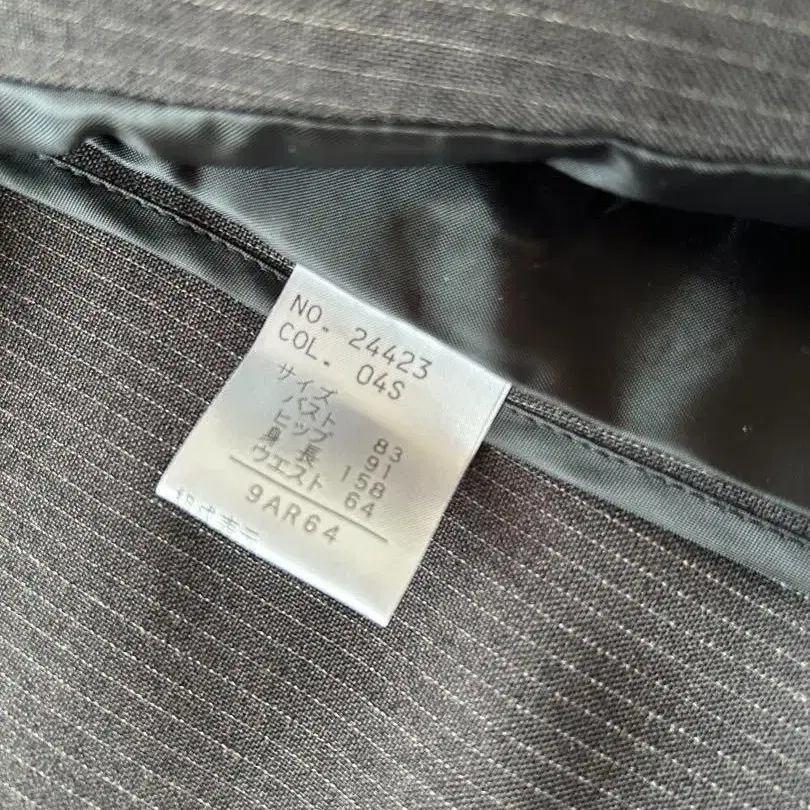 NO. 24423
COL. 04S
サイズ
バスト 83
ヒップ 91
身長 158
ウエスト 64
9AR64